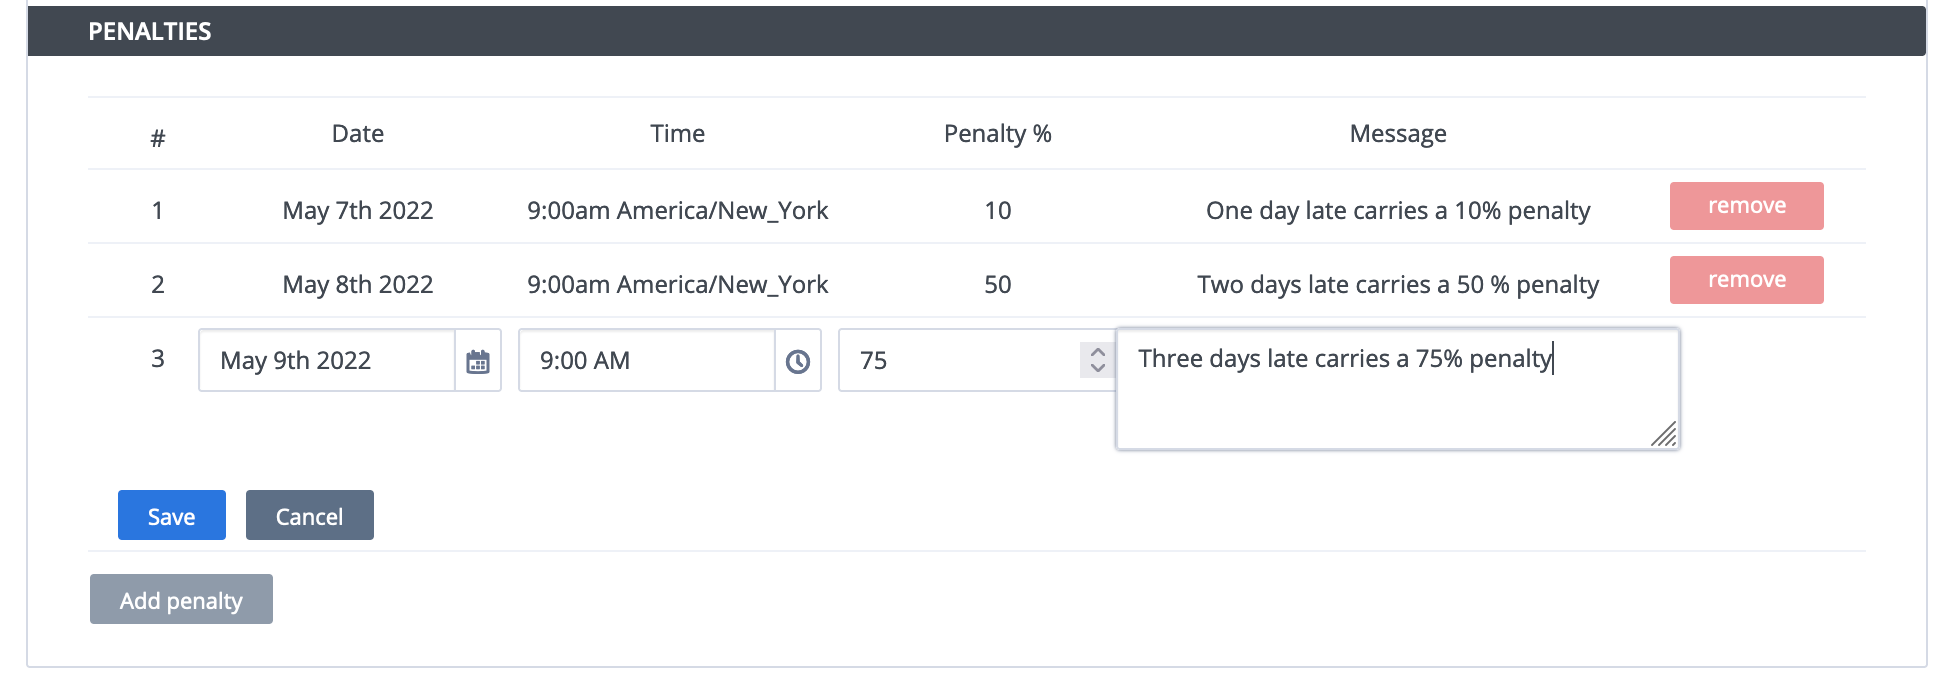 PENALTIES
# Date Time Penalty % Message
1 May 7th 2022 9:00am America/New_York 10 One day late carries a 10% penalty remove
2 May 8th 2022 9:00am America/New_York 50 Two days late carries a 50 % penalty remove
3 May 9th 2022 9:00 AM 75 Three days late carries a 75% penalty
Save Cancel
Add penalty